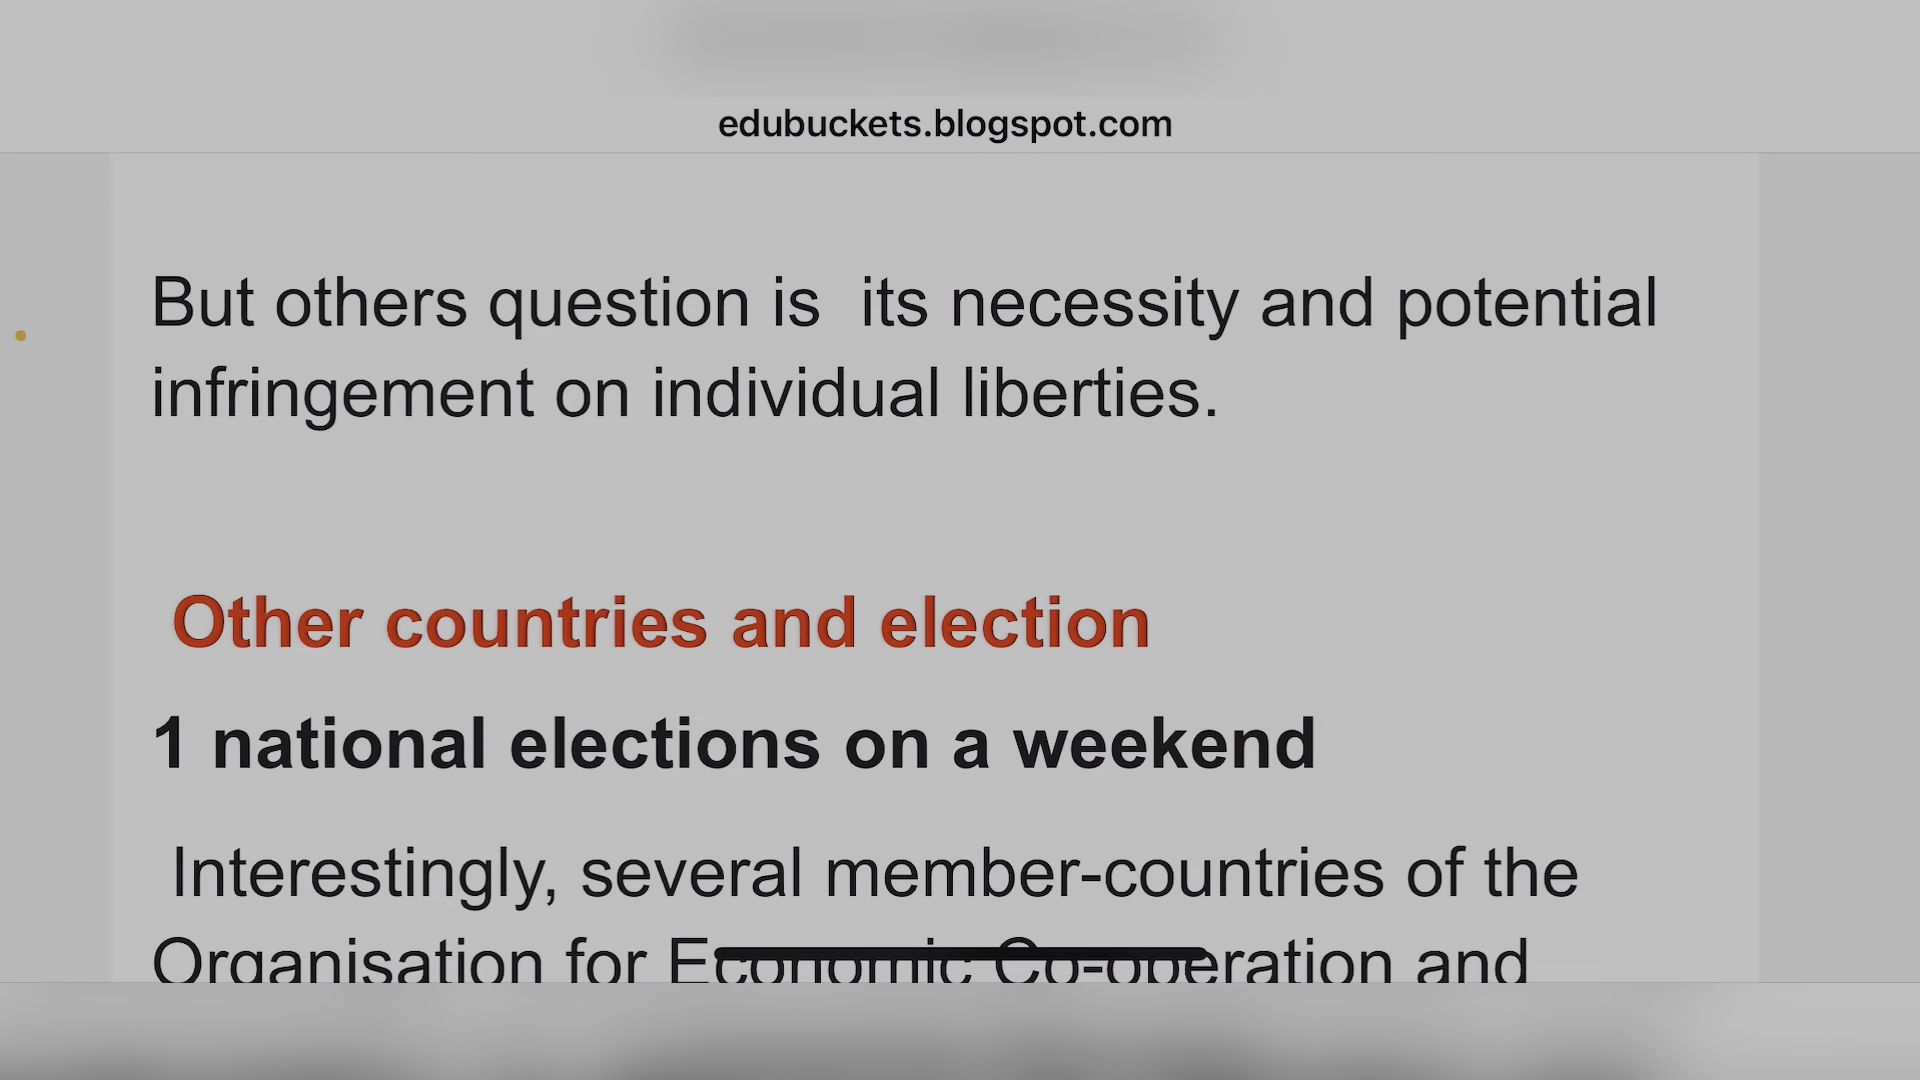 edubuckets.blogspot.com
But others question is  its necessity and potential
infringement on individual liberties.
Other countries and election
1 national elections on a weekend
Interestingly, several member-countries of the
Organisation for Economic Co-operation and